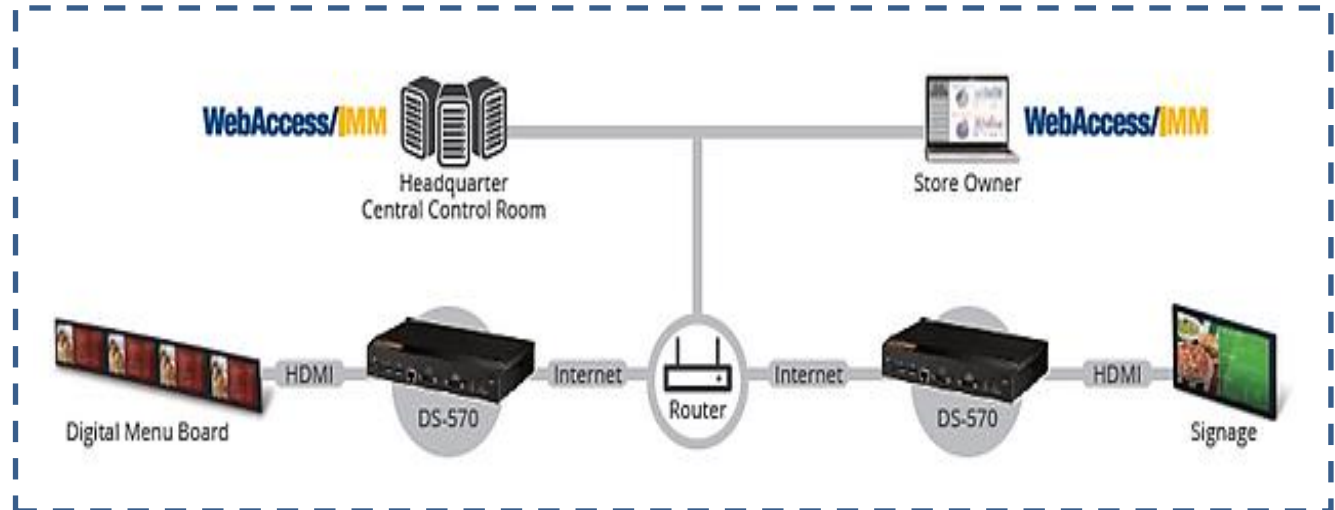 WebAccess/IMM
Headquarter
Central Control Room
WebAccess/IMM
Store Owner
HDMI
Internet
Internet
HDMI
Router
DS-570
DS-570
Digital Menu Board
Signage